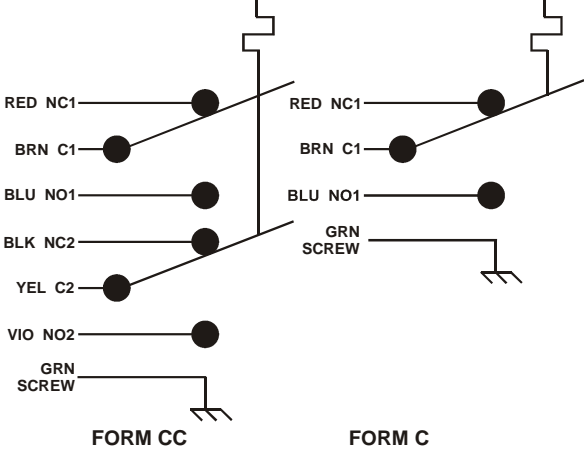 RED NC1
BRN C1
BLU NO1
BLK NC2
YEL C2
VIO NO2
GRN
SCREW
FORM CC
RED NC1
BRN C1
BLU NO1
GRN
SCREW
FORM C